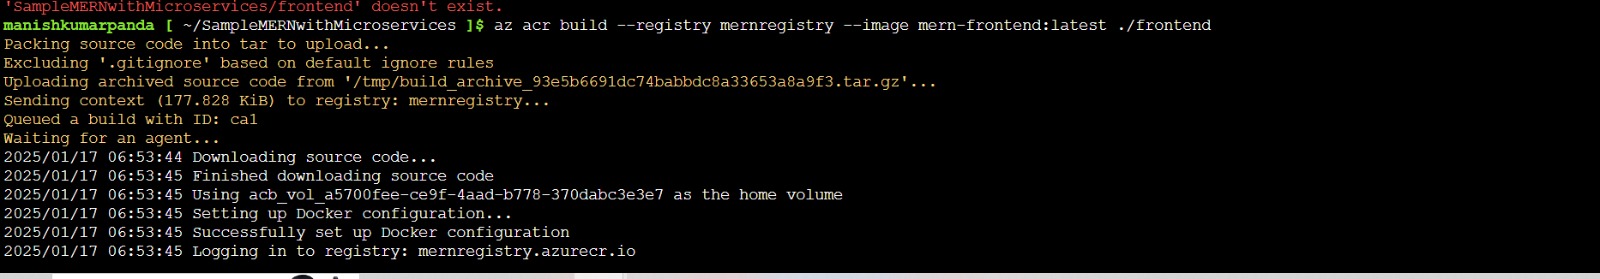 'SampleMERNwithMicroservices/frontend' doesn't exist.
manishkumarpanda [ ~/SampleMERNwithMicroservices ]$ az acr build --registry mernregistry --image mern-frontend:latest ./frontend
Packing source code into tar to upload...
Excluding '.gitignore' based on default ignore rules
Uploading archived source code from '/tmp/build_archive_93e5b6691dc74babbdc8a33653a8a9f3.tar.gz'...
Sending context (177.828 KiB) to registry: mernregistry...
Queued a build with ID: ca1
Waiting for an agent...
2025/01/17 06:53:44 Downloading source code...
2025/01/17 06:53:45 Finished downloading source code
2025/01/17 06:53:45 Using acb_vol_a5700fee-ce9f-4aad-b778-370dabc3e3e7 as the home volume
2025/01/17 06:53:45 Setting up Docker configuration...
2025/01/17 06:53:45 Successfully set up Docker configuration
2025/01/17 06:53:45 Logging in to registry: mernregistry.azurecr.io